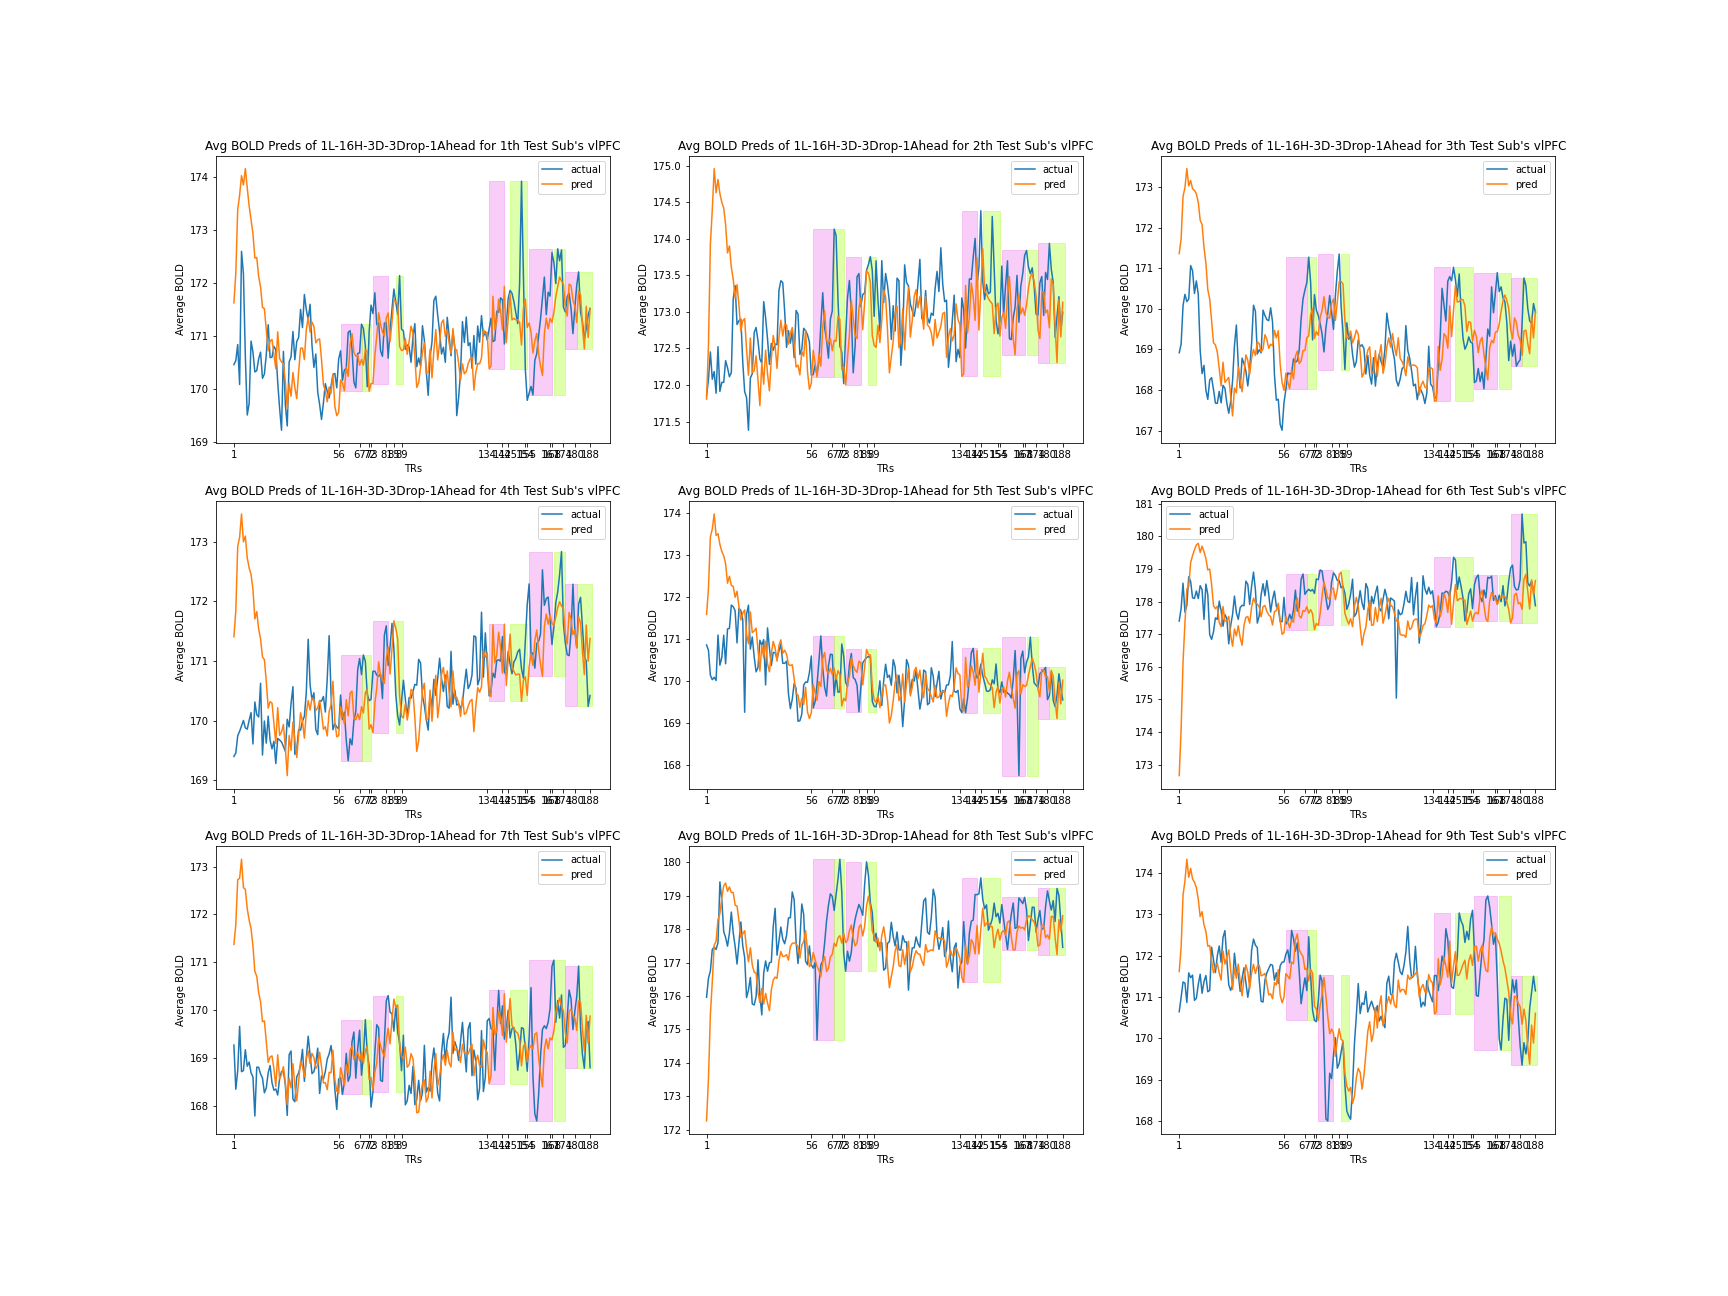 Avg BOLD Preds of 1L-16H-3D-3Drop-1Ahead for 1th Test Sub's vlPFC
actual
pred
174
173
172
171
170
169
Average BOLD
1
56
TRs
Avg BOLD Preds of 1L-16H-3D-3Drop-1Ahead for 2th Test Sub's vlPFC
actual
pred
175.0
174.5
174.0
173.5
173.0
172.5
172.0
171.5
Average BOLD
1
56
TRs
Avg BOLD Preds of 1L-16H-3D-3Drop-1Ahead for 3th Test Sub's vlPFC
actual
pred
173
172
171
170
169
168
167
Average BOLD
1
56
TRs
Avg BOLD Preds of 1L-16H-3D-3Drop-1Ahead for 4th Test Sub's vlPFC
actual
pred
173
172
171
170
169
Average BOLD
1
56
TRs
Avg BOLD Preds of 1L-16H-3D-3Drop-1Ahead for 5th Test Sub's vlPFC
actual
pred
174
173
172
171
170
169
168
Average BOLD
1
56
TRs
Avg BOLD Preds of 1L-16H-3D-3Drop-1Ahead for 6th Test Sub's vlPFC
actual
pred
181
180
179
178
177
176
175
174
173
Average BOLD
1
56
TRs
Avg BOLD Preds of 1L-16H-3D-3Drop-1Ahead for 7th Test Sub's vlPFC
actual
pred
173
172
171
170
169
168
Average BOLD
1
56
TRs
Avg BOLD Preds of 1L-16H-3D-3Drop-1Ahead for 8th Test Sub's vlPFC
actual
pred
180
179
178
177
176
175
174
173
172
Average BOLD
1
56
TRs
Avg BOLD Preds of 1L-16H-3D-3Drop-1Ahead for 9th Test Sub's vlPFC
actual
pred
174
173
172
171
170
169
168
Average BOLD
1
56
TRs